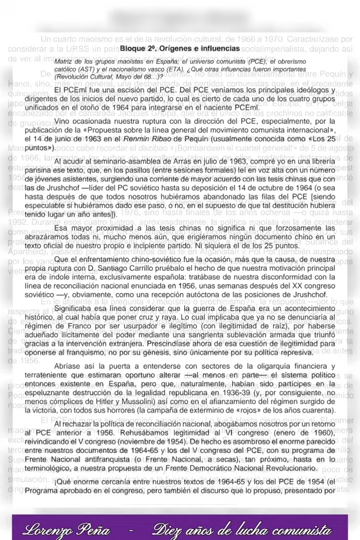 Bloque 2º. Orígenes e influencias
Matriz de los grupos maoístas en España; el universo comunista (PCE), el obrerismo
católico (AST) y el nacionalismo vasco (ETA). ¿Qué otras influencias fueron importantes
(Revolución Cultural, Mayo del 68...)?
El PCEml fue una escisión del PCE. Del PCE veníamos los principales ideólogos y
dirigentes de los inicios del nuevo partido, lo cual es cierto de cada uno de los cuatro grupos
unificados en el otoño de 1964 para integrarse en el naciente PCEml.
Vino ocasionada nuestra ruptura con la dirección del PCE, especialmente, por la
publicación de la «Propuesta sobre la línea general del movimiento comunista internacional»,
el 14 de junio de 1963 en el Renmin Ribao de Pequín (usualmente conocida como «Los 25
puntos»).
Al acudir al seminario-asamblea de Arras en julio de 1963, compré yo en una librería
parisina ese texto, que, en los pasillos (entre sesiones formales) leí en voz alta con un número
de jóvenes asistentes, surgiendo una corriente de mayor acuerdo con las tesis chinas que con
las de Jrushchof —líder del PC soviético hasta su deposición el 14 de octubre de 1964 (o sea
hasta después de que todos nosotros hubiéramos abandonado las filas del PCE [siendo
especulable si hubiéramos dado ese paso, o no, en el supuesto de que tal destitución hubiera
tenido lugar un año antes]).
Esa mayor proximidad a las tesis chinas no significa ni que forzosamente las
abrazáramos todas ni, mucho menos aún, que erigiéramos ningún documento chino en un
texto oficial de nuestro propio e incipiente partido. Ni siquiera el de los 25 puntos.
Que el enfrentamiento chino-soviético fue la ocasión, más que la causa, de nuestra
propia ruptura con D. Santiago Carrillo pruébalo el hecho de que nuestra motivación principal
era de índole interna, exclusivamente española: tratábase de nuestra disconformidad con la
línea de reconciliación nacional enunciada en 1956, unas semanas después del XX congreso
soviético —y, obviamente, como una recepción autóctona de las posiciones de Jrushof.
Significaba esa línea considerar que la guerra de España era un acontecimiento
histórico, al cual había que poner cruz y raya. Lo cual implicaba que ya no se denunciaría al
régimen de Franco por ser usurpador e ilegítimo (con ilegitimidad de raíz), por haberse
adueñado ilícitamente del poder mediante una sangrienta sublevación armada que triunfó
gracias a la intervención extranjera. Prescindíase ahora de esa cuestión de ilegitimidad para
oponerse al franquismo, no por su génesis, sino únicamente por su política represiva.
Abríase así la puerta a entenderse con sectores de la oligarquía financiera y
terrateniente que estimaran oportuno alterar —al menos en parte— el sistema político
entonces existente en España, pero que, naturalmente, habían sido partícipes en la
espeluznante destrucción de la legalidad republicana en 1936-39 (y, por consiguiente, no
menos cómplices de Hitler y Mussolini) así como en el afianzamiento del régimen surgido de
la victoria, con todos sus horrores (la campaña de exterminio de «rojos» de los años cuarenta).
Al rechazar la política de reconciliación nacional, abogábamos nosotros por un retorno
al PCE anterior a 1956. Rehusábamos legitimidad al VI congreso (enero de 1960),
reivindicando el V congreso (noviembre de 1954). De hecho es asombroso el enorme parecido
entre nuestros documentos de 1964-65 y los del V congreso del PCE, con su programa de
Frente Nacional antifranquista (o Frente Nacional, a secas), tan próximo, hasta en lo
terminológico, a nuestra propuesta de un Frente Democrático Nacional Revolucionario.
¡Qué enorme cercanía entre nuestros textos de 1964-65 y los del PCE de 1954 (el
Programa aprobado en el congreso, pero también el discurso que lo propuso, presentado por
Lorenzo Peña - Diez años de lucha comunista